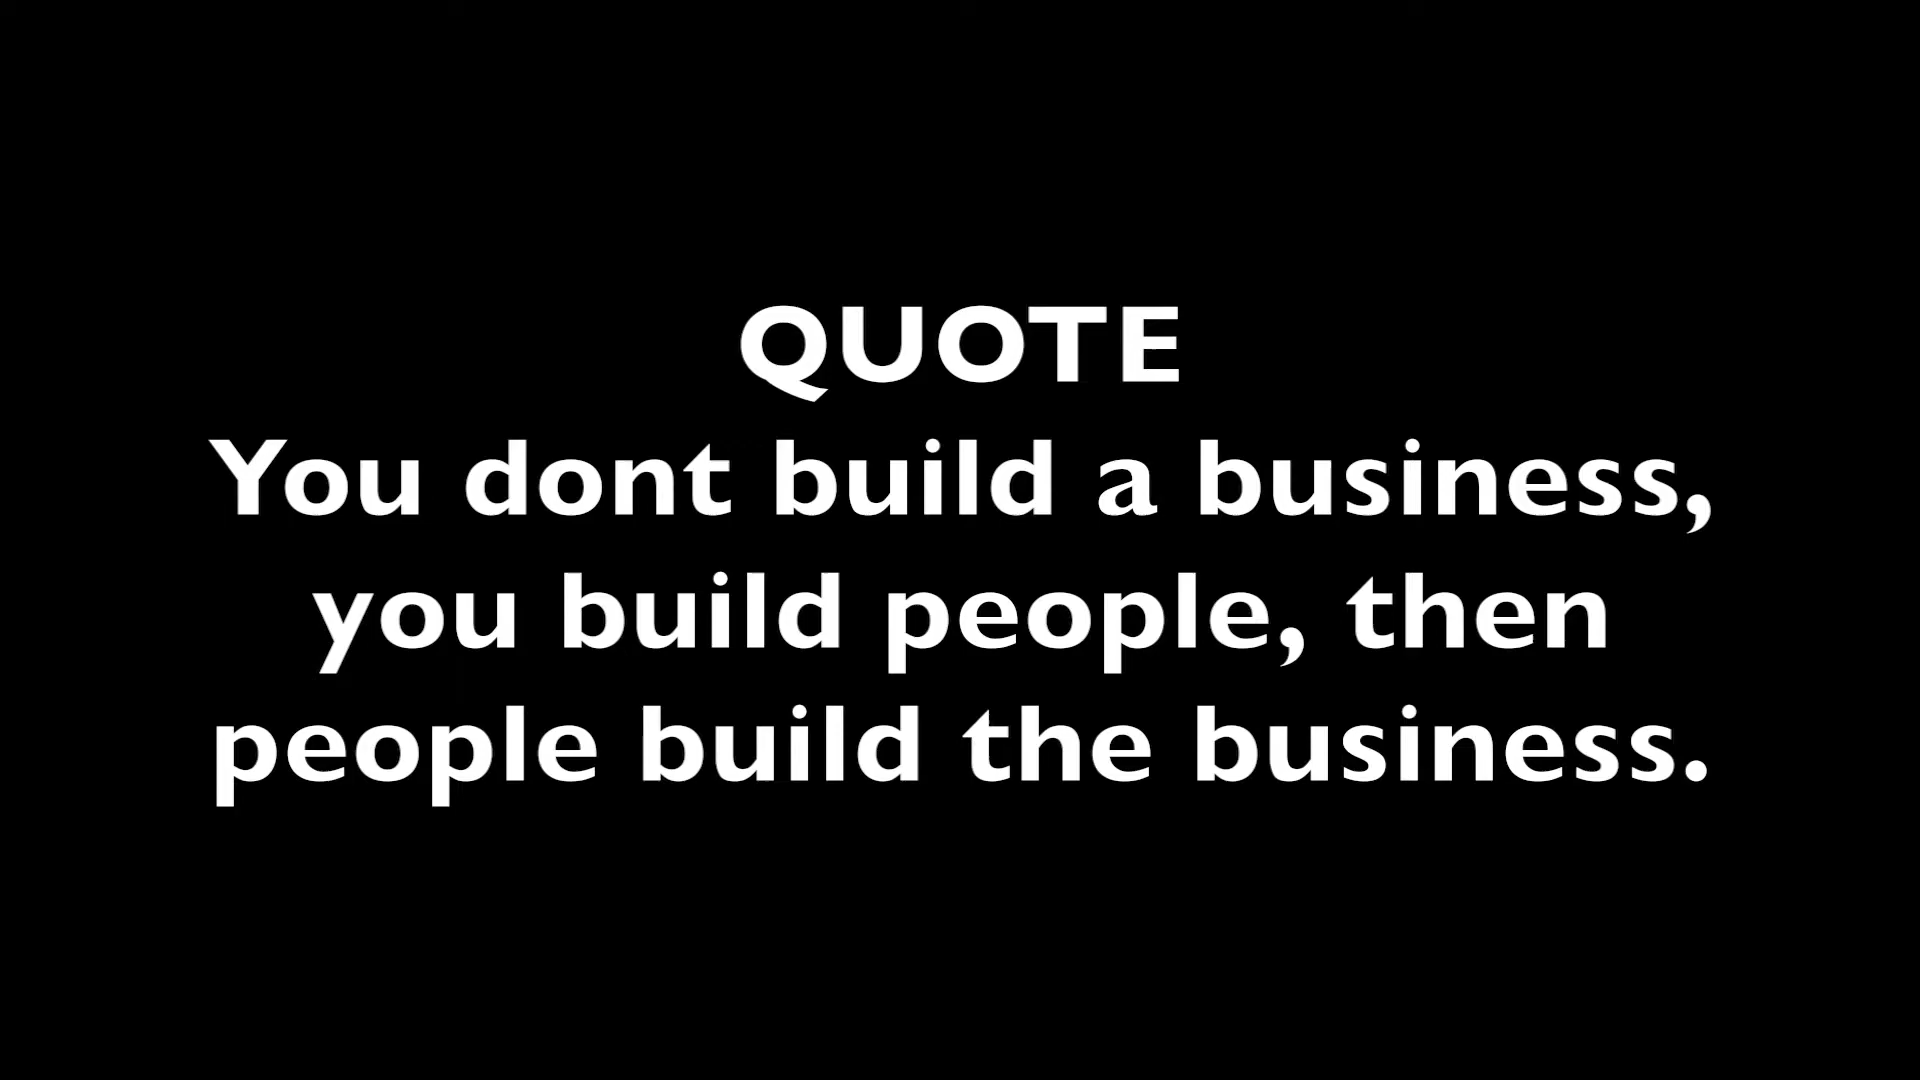 QUOTE
You dont build a business,
you build people, then
people build the business.